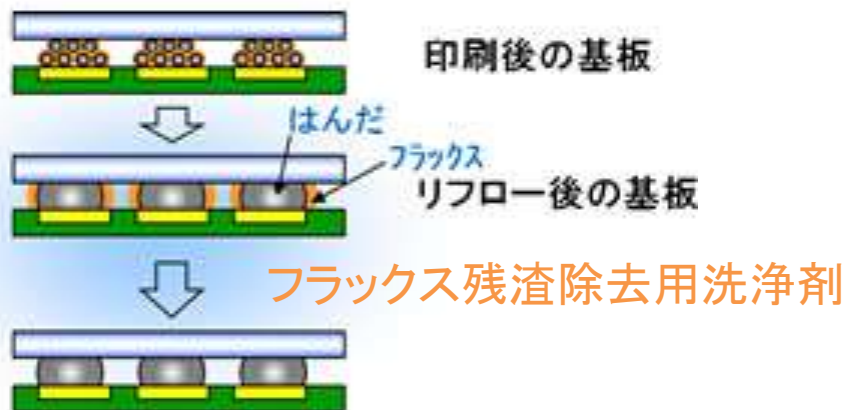 印刷後の基板
はんだ
フラックス
リフロー後の基板
フラックス残渣除去用洗浄剤